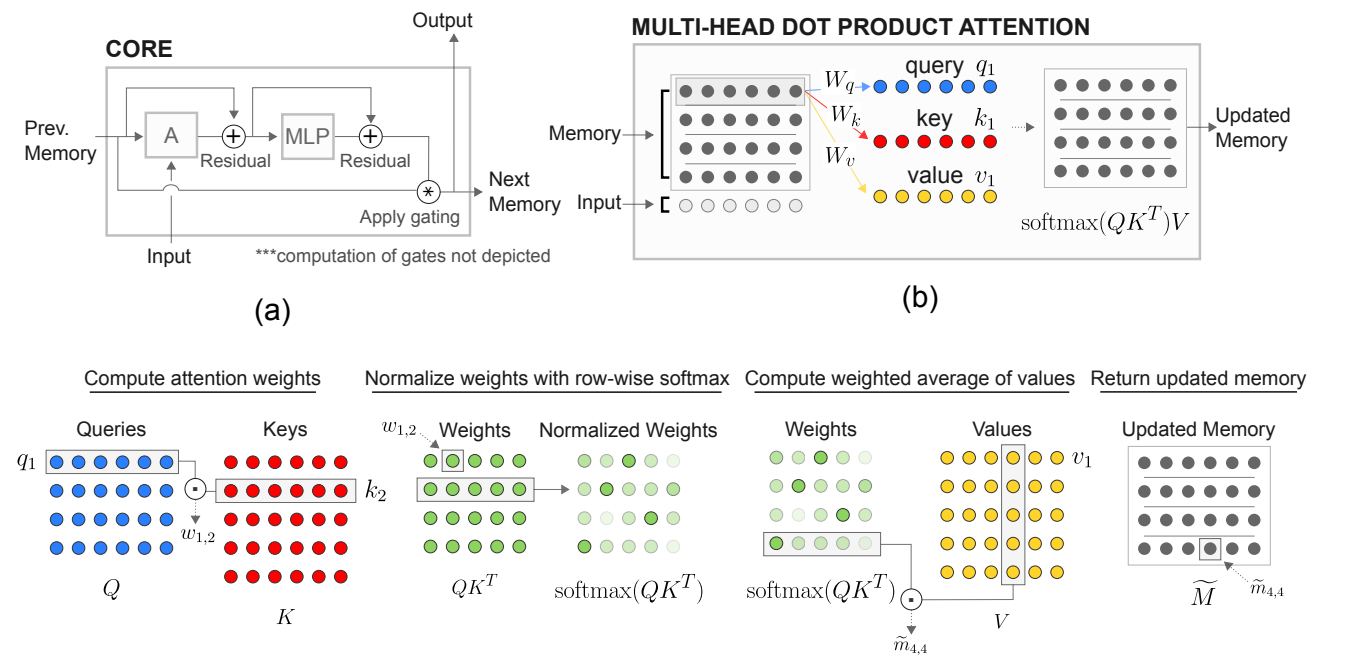 CORE
Output
Prev.
Memory
A
+
Residual
MLP
+
Residual
*
Apply gating
Next
Memory
Input
***computation of gates not depicted
(a)
MULTI-HEAD DOT PRODUCT ATTENTION
Memory
Input
W_q
W_k
W_v
query q_1
key k_1
value v_1
softmax(QK^T)V
Updated
Memory
(b)
Compute attention weights
Queries
Keys
q_1
k_2
w_{1,2}
Q
K
Normalize weights with row-wise softmax
w_{1,2}
Weights
Normalized Weights
QK^T
softmax(QK^T)
Compute weighted average of values
Weights
Values
v_1
softmax(QK^T)
V
\widetilde{m}_{4,4}
Return updated memory
Updated Memory
\widetilde{M}
\widetilde{m}_{4,4}